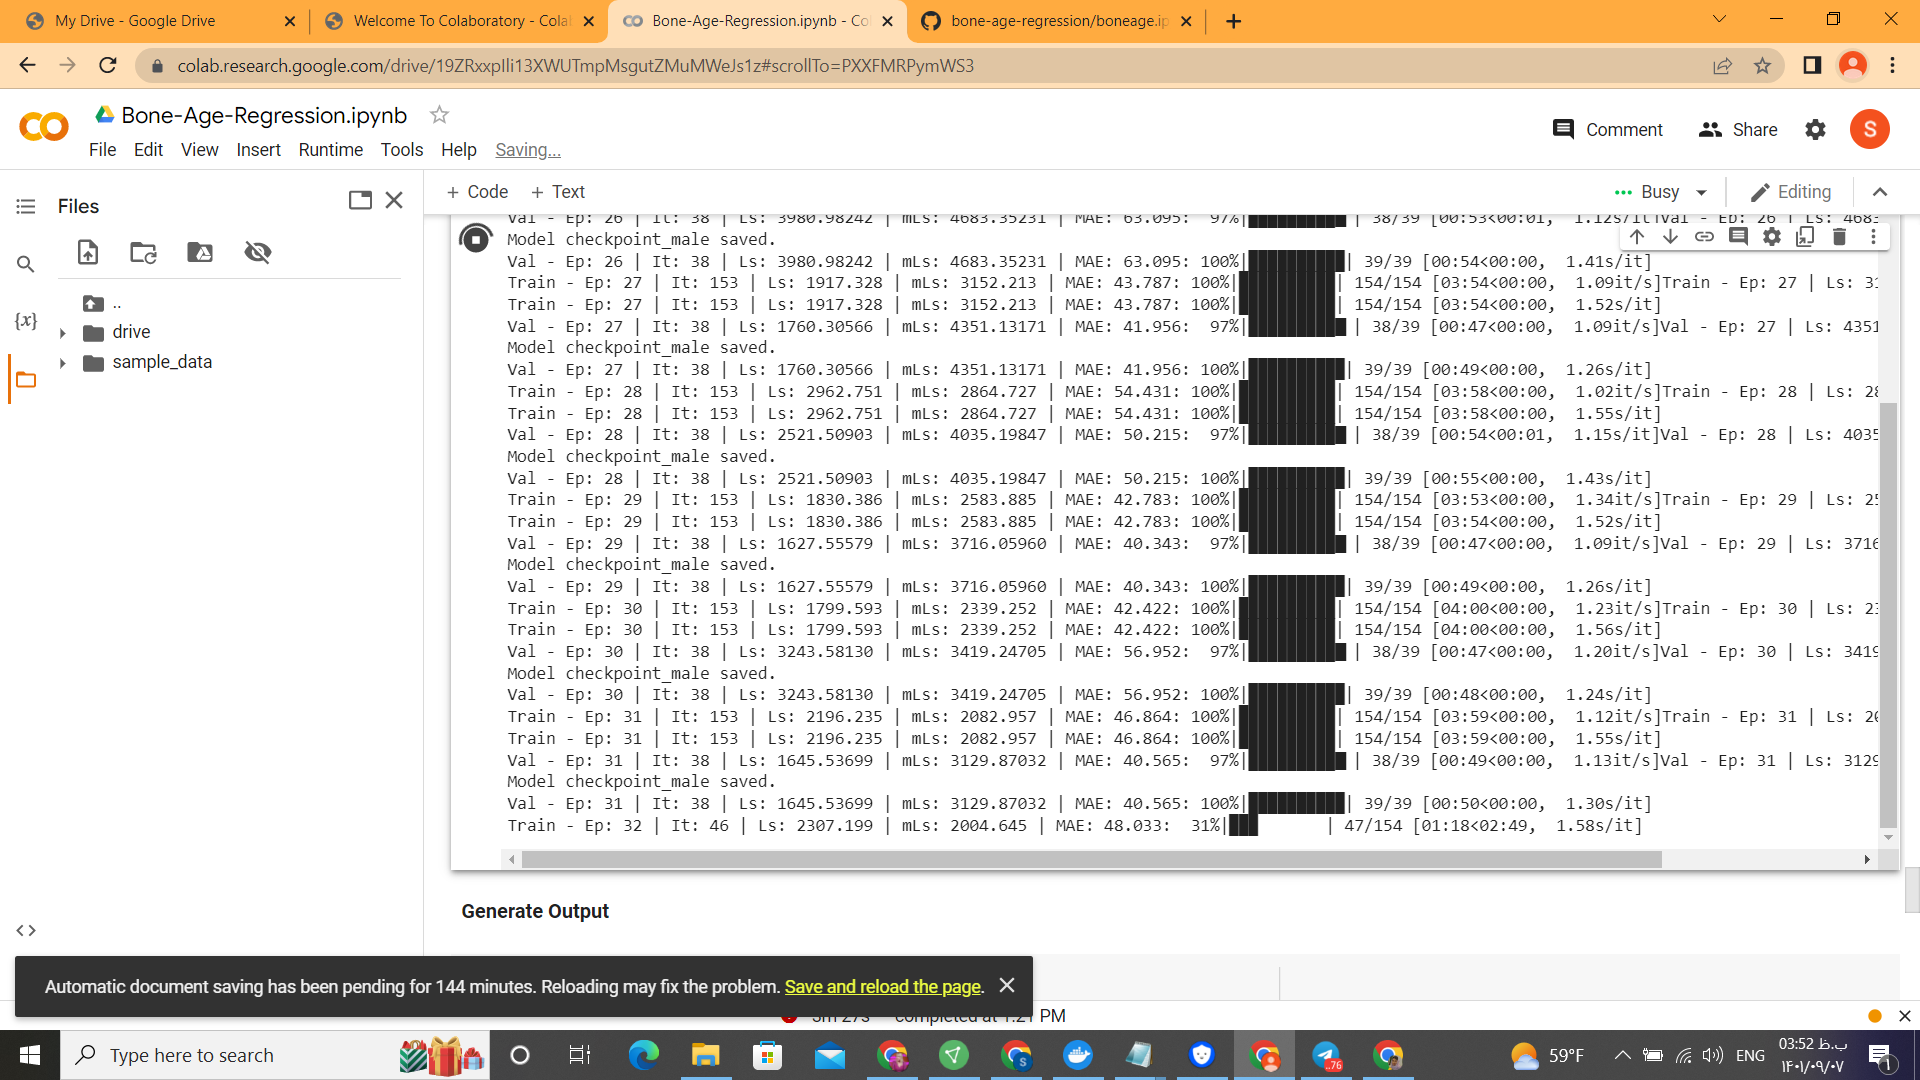 My Drive - Google Drive
Welcome To Colaboratory - Cola
Bone-Age-Regression.ipynb - Co
bone-age-regression/boneage.ip
colab.research.google.com/drive/19ZRxxpIli13XWUTmpMsgutZMuMWeJs1z#scrollTo=PXXFMRPymWS3
Bone-Age-Regression.ipynb
Comment
Share
S
File Edit View Insert Runtime Tools Help Saving...
Files
+ Code + Text
Busy
Editing
..
drive
sample_data
{x}
Val - Ep: 26 | It: 38 | Ls: 3980.98242 | mLs: 4683.35231 | MAE: 63.095: 97%|██████████ | 38/39 [00:53<00:01, 1.12s/it]Val - Ep: 26 | Ls: 4683
Model checkpoint_male saved.
Val - Ep: 26 | It: 38 | Ls: 3980.98242 | mLs: 4683.35231 | MAE: 63.095: 100%|██████████| 39/39 [00:54<00:00, 1.41s/it]
Train - Ep: 27 | It: 153 | Ls: 1917.328 | mLs: 3152.213 | MAE: 43.787: 100%|██████████| 154/154 [03:54<00:00, 1.09it/s]Train - Ep: 27 | Ls: 31
Train - Ep: 27 | It: 153 | Ls: 1917.328 | mLs: 3152.213 | MAE: 43.787: 100%|██████████| 154/154 [03:54<00:00, 1.52s/it]
Val - Ep: 27 | It: 38 | Ls: 1760.30566 | mLs: 4351.13171 | MAE: 41.956: 97%|██████████ | 38/39 [00:47<00:00, 1.09it/s]Val - Ep: 27 | Ls: 4351
Model checkpoint_male saved.
Val - Ep: 27 | It: 38 | Ls: 1760.30566 | mLs: 4351.13171 | MAE: 41.956: 100%|██████████| 39/39 [00:49<00:00, 1.26s/it]
Train - Ep: 28 | It: 153 | Ls: 2962.751 | mLs: 2864.727 | MAE: 54.431: 100%|██████████| 154/154 [03:58<00:00, 1.02it/s]Train - Ep: 28 | Ls: 28
Train - Ep: 28 | It: 153 | Ls: 2962.751 | mLs: 2864.727 | MAE: 54.431: 100%|██████████| 154/154 [03:58<00:00, 1.55s/it]
Val - Ep: 28 | It: 38 | Ls: 2521.50903 | mLs: 4035.19847 | MAE: 50.215: 97%|██████████ | 38/39 [00:54<00:01, 1.15s/it]Val - Ep: 28 | Ls: 4035
Model checkpoint_male saved.
Val - Ep: 28 | It: 38 | Ls: 2521.50903 | mLs: 4035.19847 | MAE: 50.215: 100%|██████████| 39/39 [00:55<00:00, 1.43s/it]
Train - Ep: 29 | It: 153 | Ls: 1830.386 | mLs: 2583.885 | MAE: 42.783: 100%|██████████| 154/154 [03:53<00:00, 1.34it/s]Train - Ep: 29 | Ls: 25
Train - Ep: 29 | It: 153 | Ls: 1830.386 | mLs: 2583.885 | MAE: 42.783: 100%|██████████| 154/154 [03:54<00:00, 1.52s/it]
Val - Ep: 29 | It: 38 | Ls: 1627.55579 | mLs: 3716.05960 | MAE: 40.343: 97%|██████████ | 38/39 [00:47<00:00, 1.09it/s]Val - Ep: 29 | Ls: 3716
Model checkpoint_male saved.
Val - Ep: 29 | It: 38 | Ls: 1627.55579 | mLs: 3716.05960 | MAE: 40.343: 100%|██████████| 39/39 [00:49<00:00, 1.26s/it]
Train - Ep: 30 | It: 153 | Ls: 1799.593 | mLs: 2339.252 | MAE: 42.422: 100%|██████████| 154/154 [04:00<00:00, 1.23it/s]Train - Ep: 30 | Ls: 23
Train - Ep: 30 | It: 153 | Ls: 1799.593 | mLs: 2339.252 | MAE: 42.422: 100%|██████████| 154/154 [04:00<00:00, 1.56s/it]
Val - Ep: 30 | It: 38 | Ls: 3243.58130 | mLs: 3419.24705 | MAE: 56.952: 97%|██████████ | 38/39 [00:47<00:00, 1.20it/s]Val - Ep: 30 | Ls: 3419
Model checkpoint_male saved.
Val - Ep: 30 | It: 38 | Ls: 3243.58130 | mLs: 3419.24705 | MAE: 56.952: 100%|██████████| 39/39 [00:48<00:00, 1.24s/it]
Train - Ep: 31 | It: 153 | Ls: 2196.235 | mLs: 2082.957 | MAE: 46.864: 100%|██████████| 154/154 [03:59<00:00, 1.12it/s]Train - Ep: 31 | Ls: 20
Train - Ep: 31 | It: 153 | Ls: 2196.235 | mLs: 2082.957 | MAE: 46.864: 100%|██████████| 154/154 [03:59<00:00, 1.55s/it]
Val - Ep: 31 | It: 38 | Ls: 1645.53699 | mLs: 3129.87032 | MAE: 40.565: 97%|██████████ | 38/39 [00:49<00:00, 1.13it/s]Val - Ep: 31 | Ls: 3129
Model checkpoint_male saved.
Val - Ep: 31 | It: 38 | Ls: 1645.53699 | mLs: 3129.87032 | MAE: 40.565: 100%|██████████| 39/39 [00:50<00:00, 1.30s/it]
Train - Ep: 32 | It: 46 | Ls: 2307.199 | mLs: 2004.645 | MAE: 48.033: 31%|███ | 47/154 [01:18<02:49, 1.58s/it]
Generate Output
Automatic document saving has been pending for 144 minutes. Reloading may fix the problem. Save and reload the page.
3m 27s completed at 1:21 PM
Type here to search
S
..76
59°F
ENG
03:52 ب.ظ
۱۴۰۱/۰۹/۰۷
۱